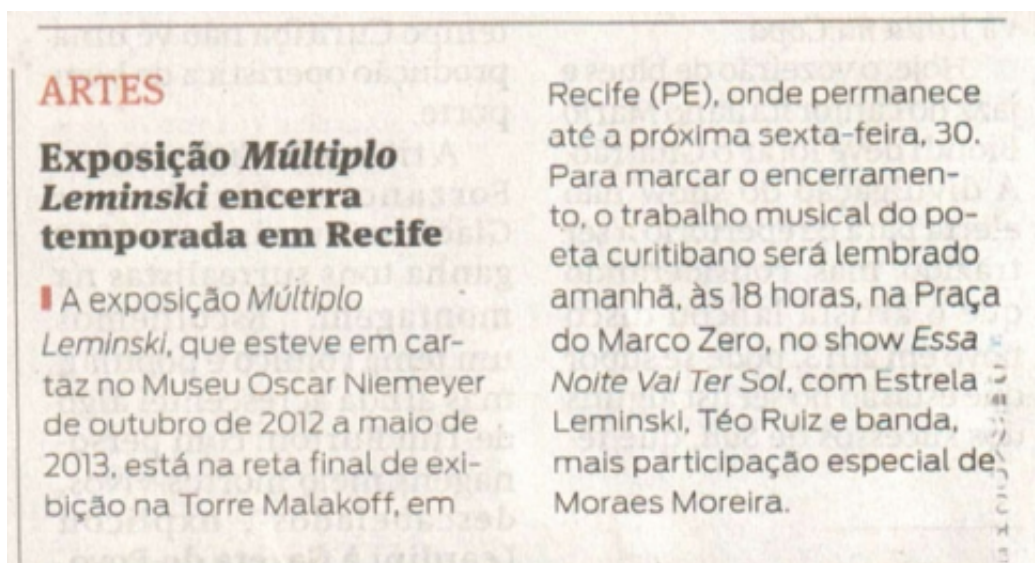 ARTES
Exposição Múltiplo
Leminski encerra
temporada em Recife
A exposição Múltiplo
Leminski, que esteve em car-
taz no Museu Oscar Niemeyer
de outubro de 2012 a maio de
2013, está na reta final de exi-
bição na Torre Malakoff, em
Recife (PE), onde permanece
até a próxima sexta-feira, 30.
Para marcar o encerramen-
to, o trabalho musical do po-
eta curitibano será lembrado
amanhã, às 18 horas, na Praça
do Marco Zero, no show Essa
Noite Vai Ter Sol, com Estrela
Leminski, Téo Ruiz e banda,
mais participação especial de
Moraes Moreira.